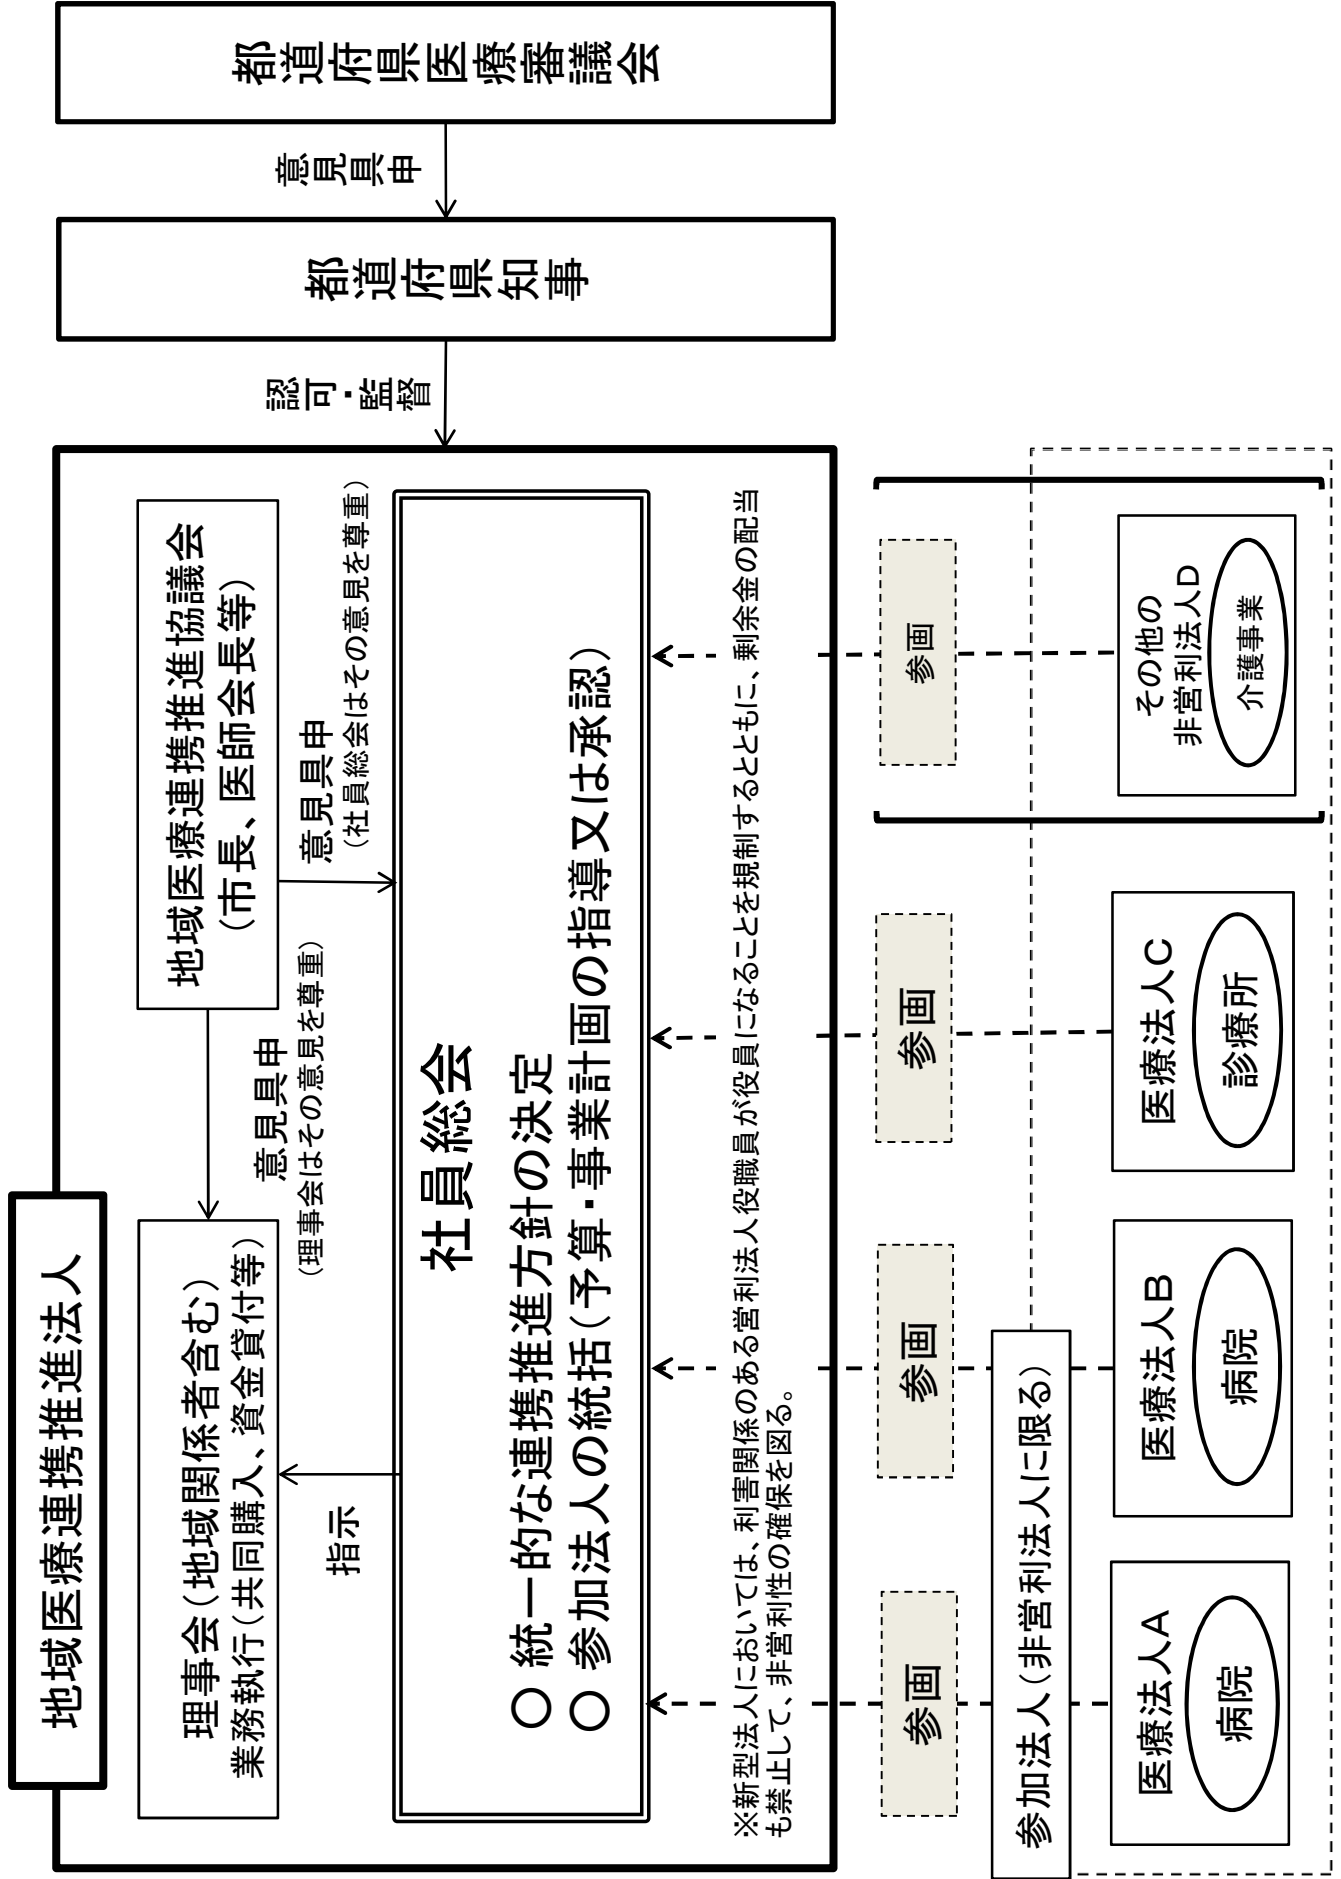 地域医療連携推進法人
理事会（地域関係者含む）
業務執行（共同購入、資金貸付等）
意見具申
（理事会はその意見を尊重）
地域医療連携推進協議会
（市長、医師会長等）
指示
意見具申
（社員総会はその意見を尊重）
社員総会
○ 統一的な連携推進方針の決定
○ 参加法人の統括（予算・事業計画の指導又は承認）
※新型法人においては、利害関係のある営利法人役職員が役員になることを規制するとともに、剰余金の配当
も禁止して、非営利性の確保を図る。
認可・監督
都道府県知事
意見具申
都道府県医療審議会
参画
参画
参画
参画
参加法人（非営利法人に限る）
医療法人A
病院
医療法人B
病院
医療法人C
診療所
その他の
非営利法人D
介護事業